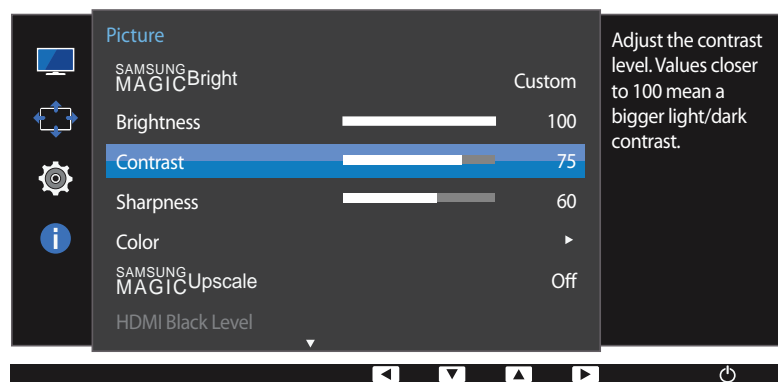 Picture
SAMSUNG
MAGICBright Custom
Brightness 100
Contrast 75
Sharpness 60
Color
SAMSUNG
MAGICUpscale Off
HDMI Black Level
Adjust the contrast
level. Values closer
to 100 mean a
bigger light/dark
contrast.